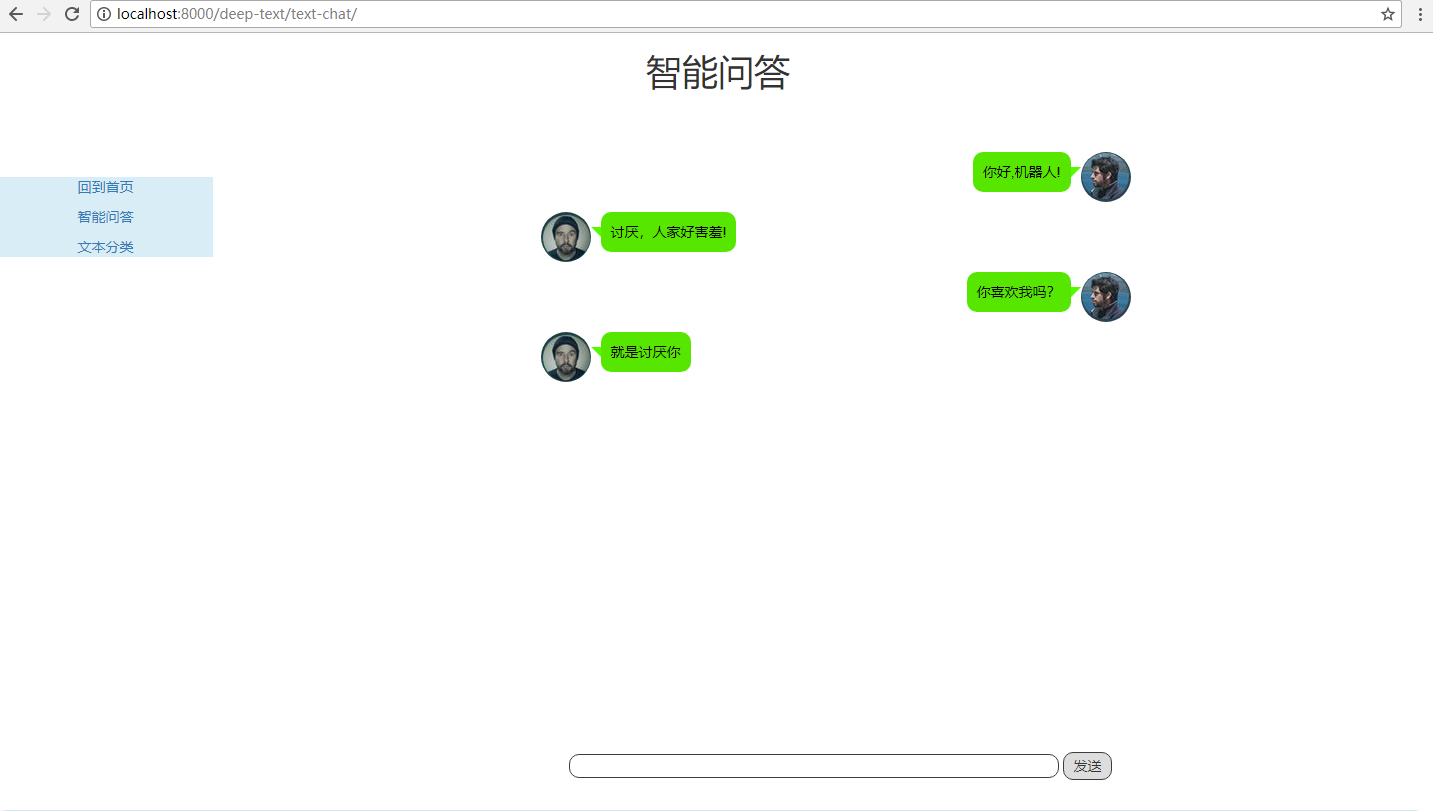 localhost:8000/deep-text/text-chat/
智能问答
回到首页
智能问答
文本分类
你好,机器人!
讨厌，人家好害羞!
你喜欢我吗？
就是讨厌你
发送